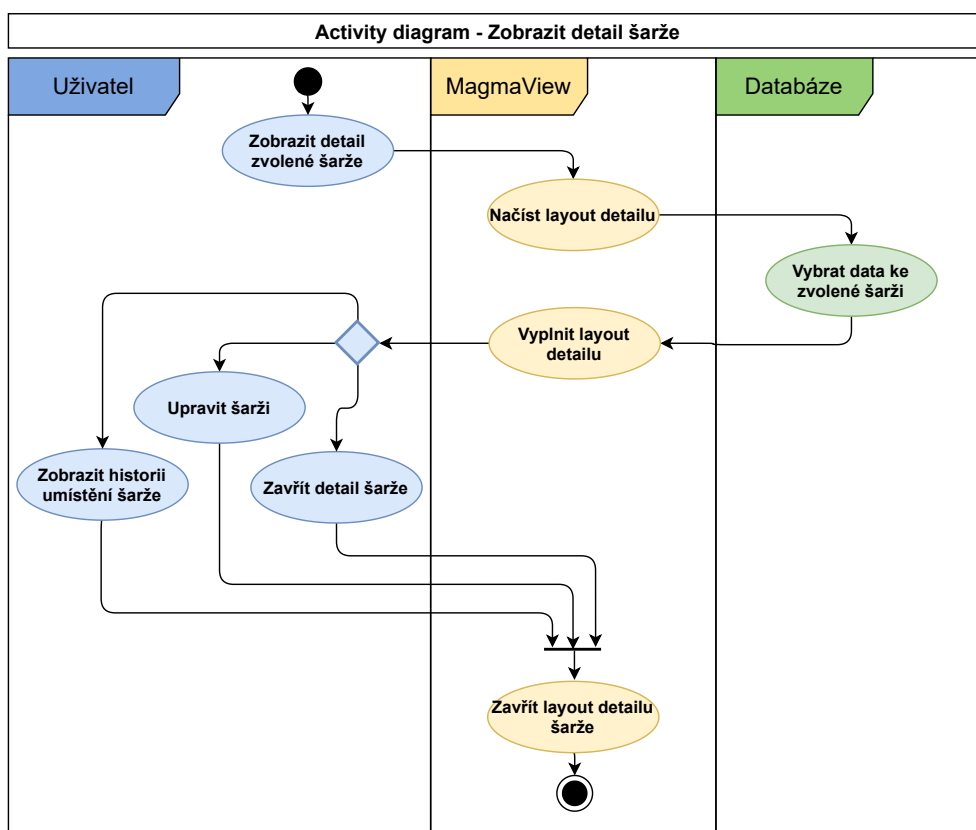 Activity diagram - Zobrazit detail šarže
Uživatel
MagmaView
Databáze
Zobrazit detail
zvolené šarže
Načíst layout detailu
Vybrat data ke
zvolené šarži
Vyplnit layout
detailu
Upravit šarži
Zobrazit historii
umístění šarže
Zavřít detail šarže
Zavřít layout detailu
šarže